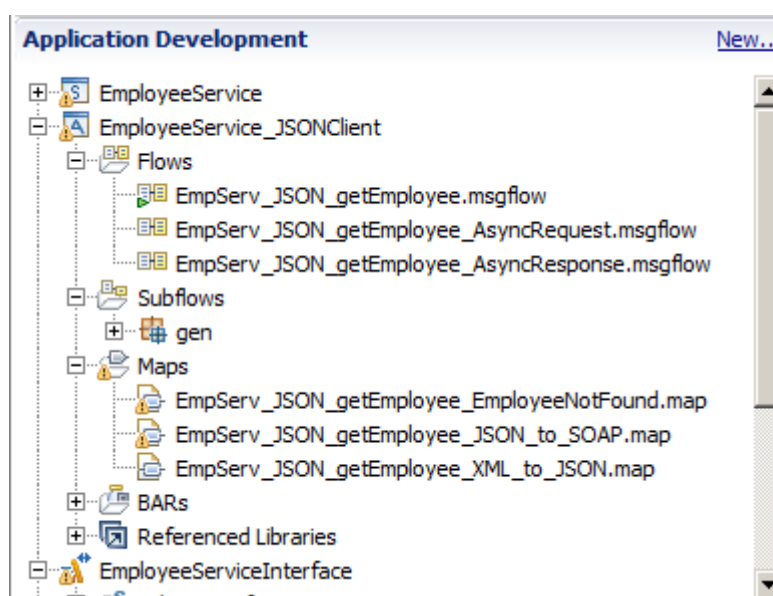 Application Development New..
EmployeeService
EmployeeService_JSONClient
Flows
EmpServ_JSON_getEmployee.msgflow
EmpServ_JSON_getEmployee_AsyncRequest.msgflow
EmpServ_JSON_getEmployee_AsyncResponse.msgflow
Subflows
gen
Maps
EmpServ_JSON_getEmployee_EmployeeNotFound.map
EmpServ_JSON_getEmployee_JSON_to_SOAP.map
EmpServ_JSON_getEmployee_XML_to_JSON.map
BARs
Referenced Libraries
EmployeeServiceInterface